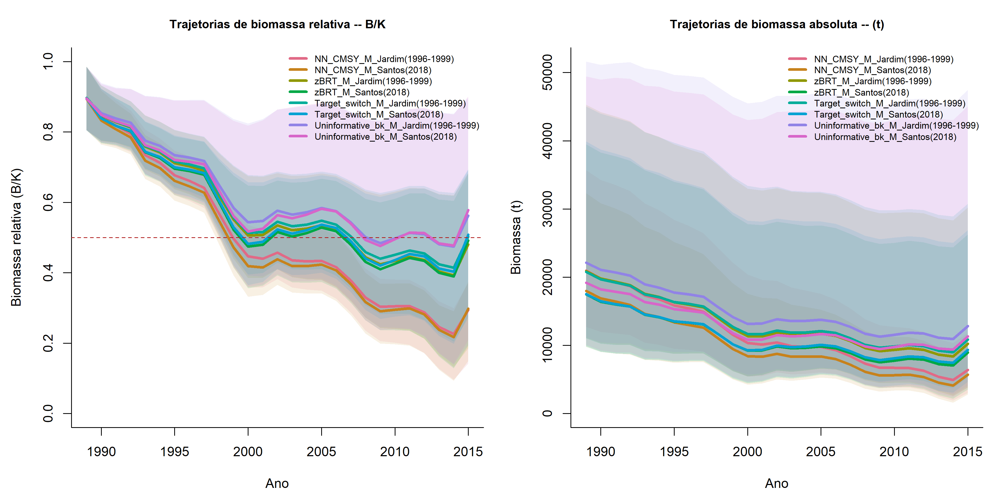 Trajetorias de biomassa relativa -- B/K
Biomassa relativa (B/K)
1.0
0.8
0.6
0.4
0.2
0.0
NN_CMSY_M_Jardim(1996-1999)
NN_CMSY_M_Santos(2018)
zBRT_M_Jardim(1996-1999)
zBRT_M_Santos(2018)
Target_switch_M_Jardim(1996-1999)
Target_switch_M_Santos(2018)
Uninformative_bk_M_Jardim(1996-1999)
Uninformative_bk_M_Santos(2018)
1990 1995 2000 2005 2010 2015
Ano
Trajetorias de biomassa absoluta -- (t)
Biomassa (t)
50000
40000
30000
20000
10000
0
NN_CMSY_M_Jardim(1996-1999)
NN_CMSY_M_Santos(2018)
zBRT_M_Jardim(1996-1999)
zBRT_M_Santos(2018)
Target_switch_M_Jardim(1996-1999)
Target_switch_M_Santos(2018)
Uninformative_bk_M_Jardim(1996-1999)
Uninformative_bk_M_Santos(2018)
1990 1995 2000 2005 2010 2015
Ano